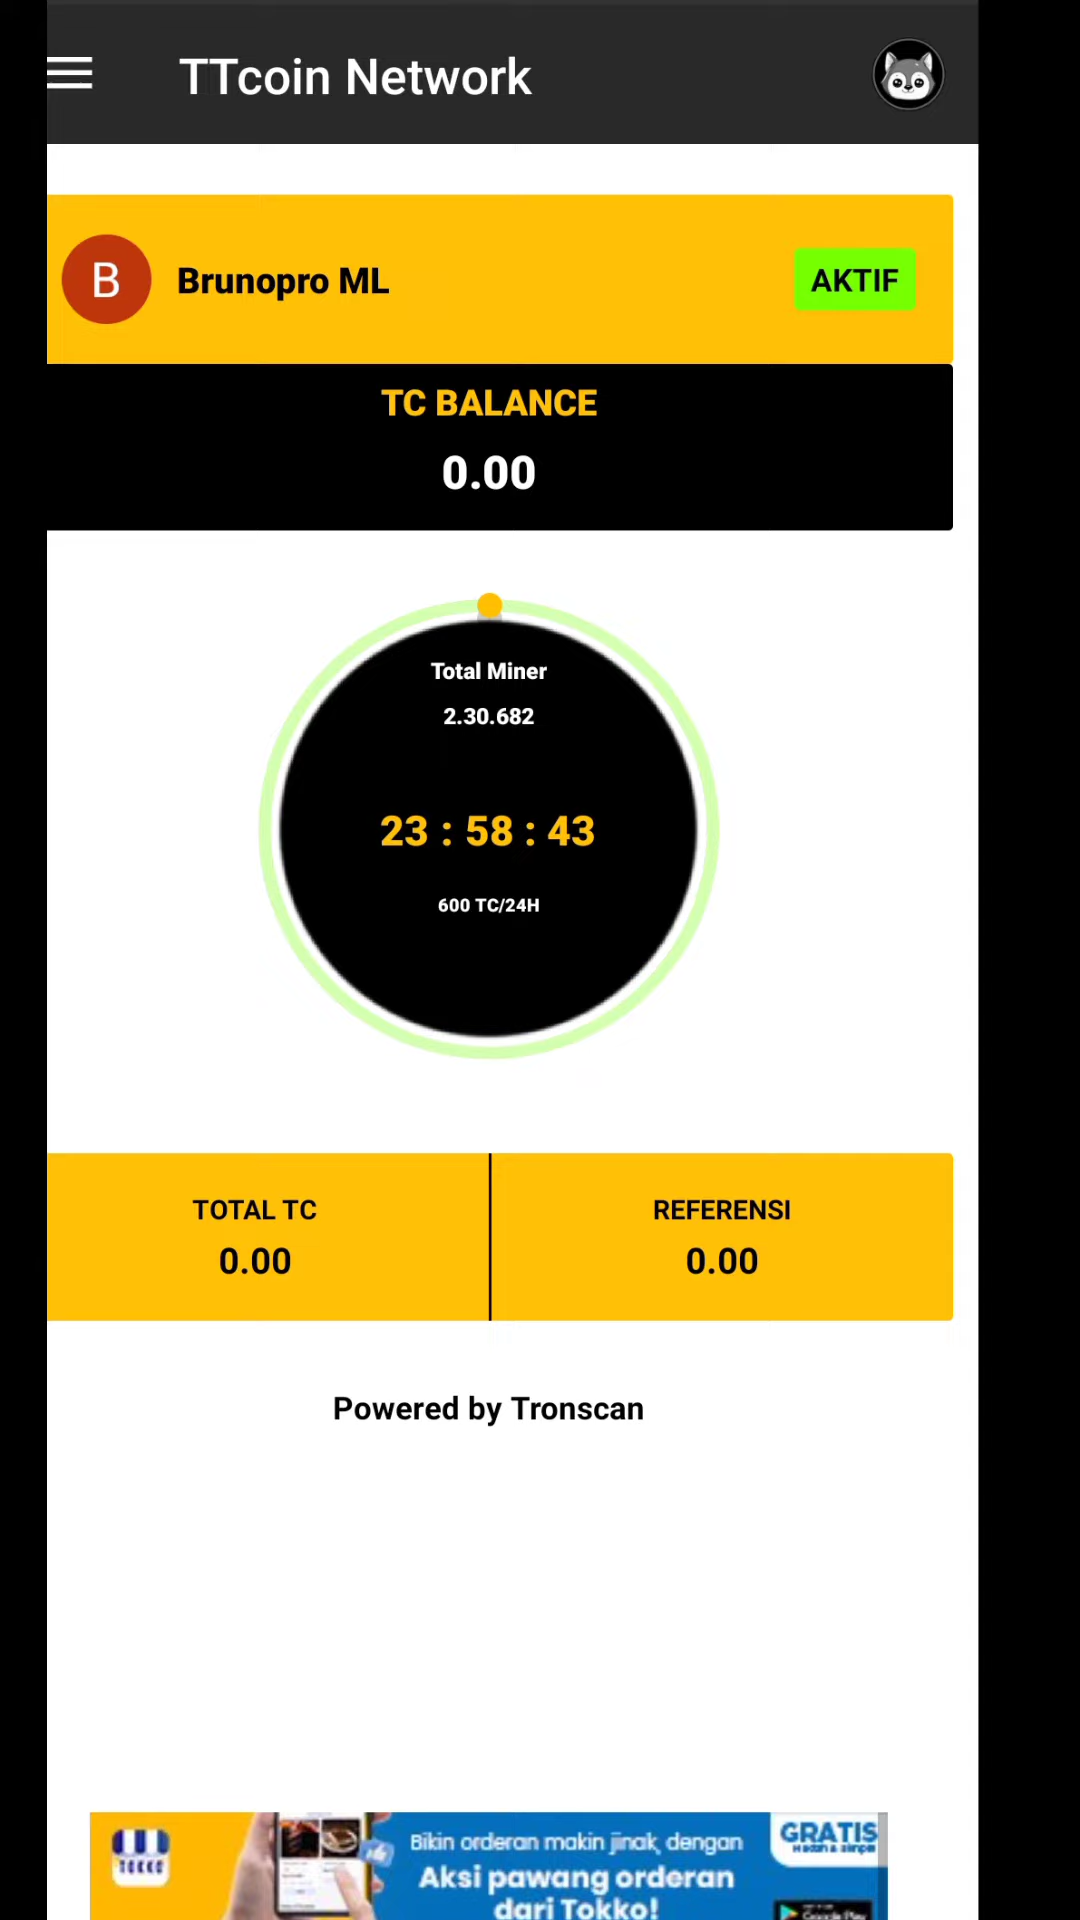 TTcoin Network
B
Brunopro ML
AKTIF
TC BALANCE
0.00
Total Miner
2.30.682
23 : 58 : 43
600 TC/24H
TOTAL TC
0.00
REFERENSI
0.00
Powered by Tronscan
TOKKO
Bikin orderan makin jinak, dengan
Aksi pawang orderan
dari Tokko!
GRATIS
Google Play